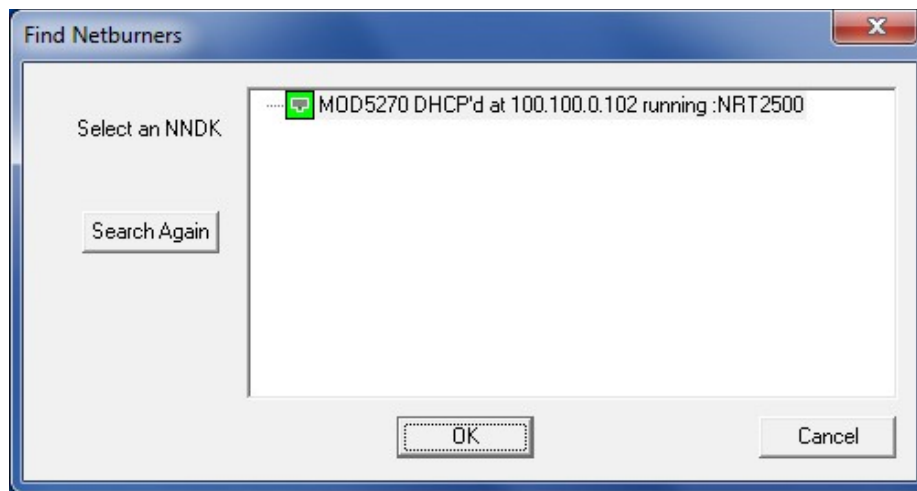 Find Netburners
Select an NNDK
MOD5270 DHCP'd at 100.100.0.102 running :NRT2500
Search Again
OK
Cancel